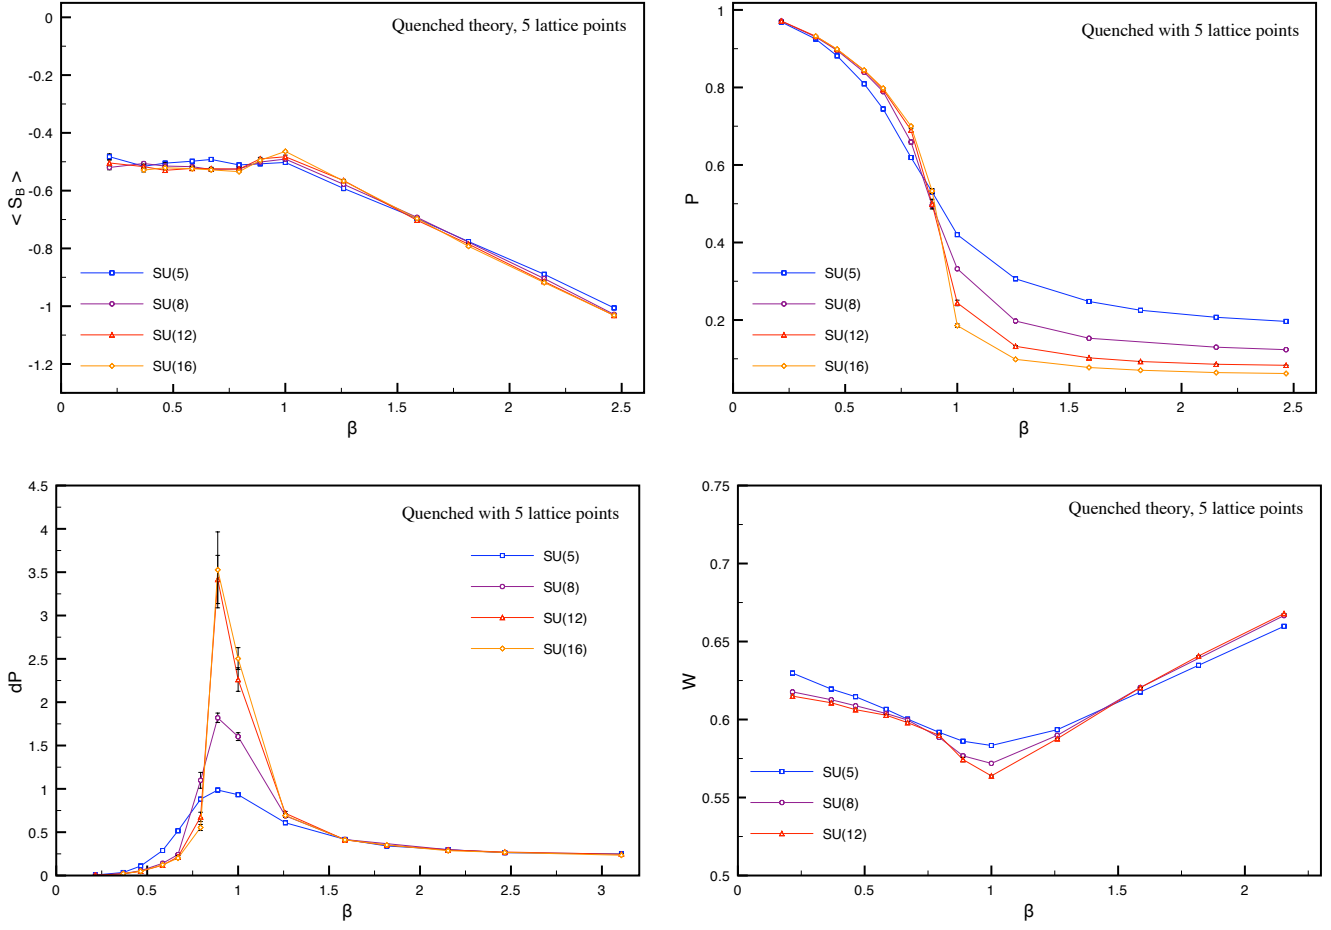 Quenched theory, 5 lattice points
0
-0.2
-0.4
-0.6
-0.8
-1
-1.2
< S_B >
SU(5)
SU(8)
SU(12)
SU(16)
0 0.5 1 1.5 2 2.5
β
Quenched with 5 lattice points
1
0.8
0.6
0.4
0.2
P
SU(5)
SU(8)
SU(12)
SU(16)
0 0.5 1 1.5 2 2.5
β
Quenched with 5 lattice points
4.5
4
3.5
3
2.5
2
1.5
1
0.5
0
dP
SU(5)
SU(8)
SU(12)
SU(16)
0 0.5 1 1.5 2 2.5 3
β
Quenched theory, 5 lattice points
0.75
0.7
0.65
0.6
0.55
0.5
W
SU(5)
SU(8)
SU(12)
0 0.5 1 1.5 2
β